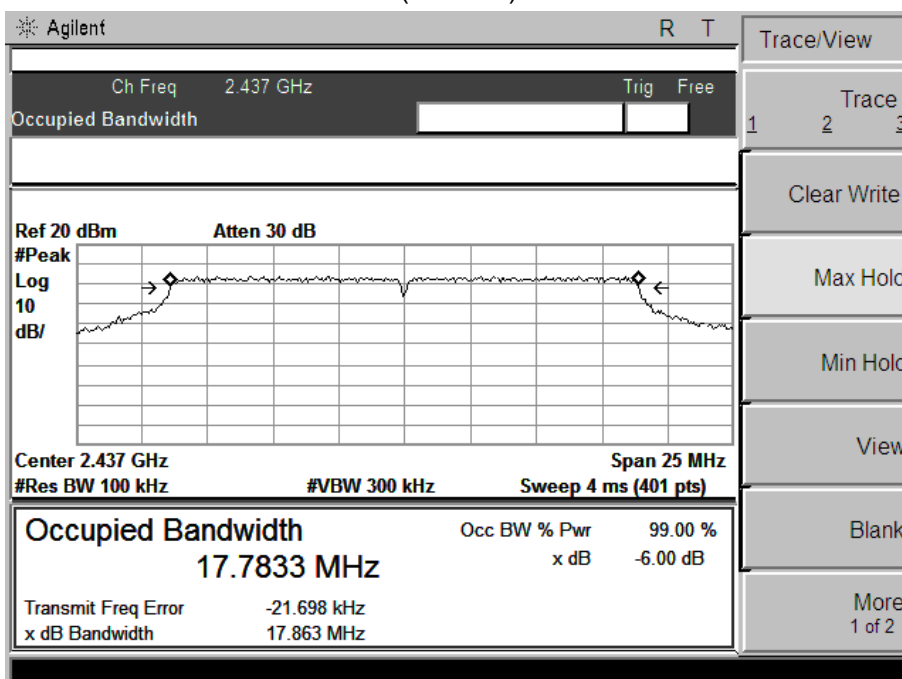 Agilent R T
Ch Freq 2.437 GHz Trig Free
Occupied Bandwidth
Ref 20 dBm Atten 30 dB
#Peak
Log
10
dB/
Center 2.437 GHz Span 25 MHz
#Res BW 100 kHz #VBW 300 kHz Sweep 4 ms (401 pts)
Occupied Bandwidth Occ BW % Pwr 99.00 %
17.7833 MHz x dB -6.00 dB
Transmit Freq Error -21.698 kHz
x dB Bandwidth 17.863 MHz
Trace/View
Trace
1 2 3
Clear Write
Max Hold
Min Hold
View
Blank
More
1 of 2